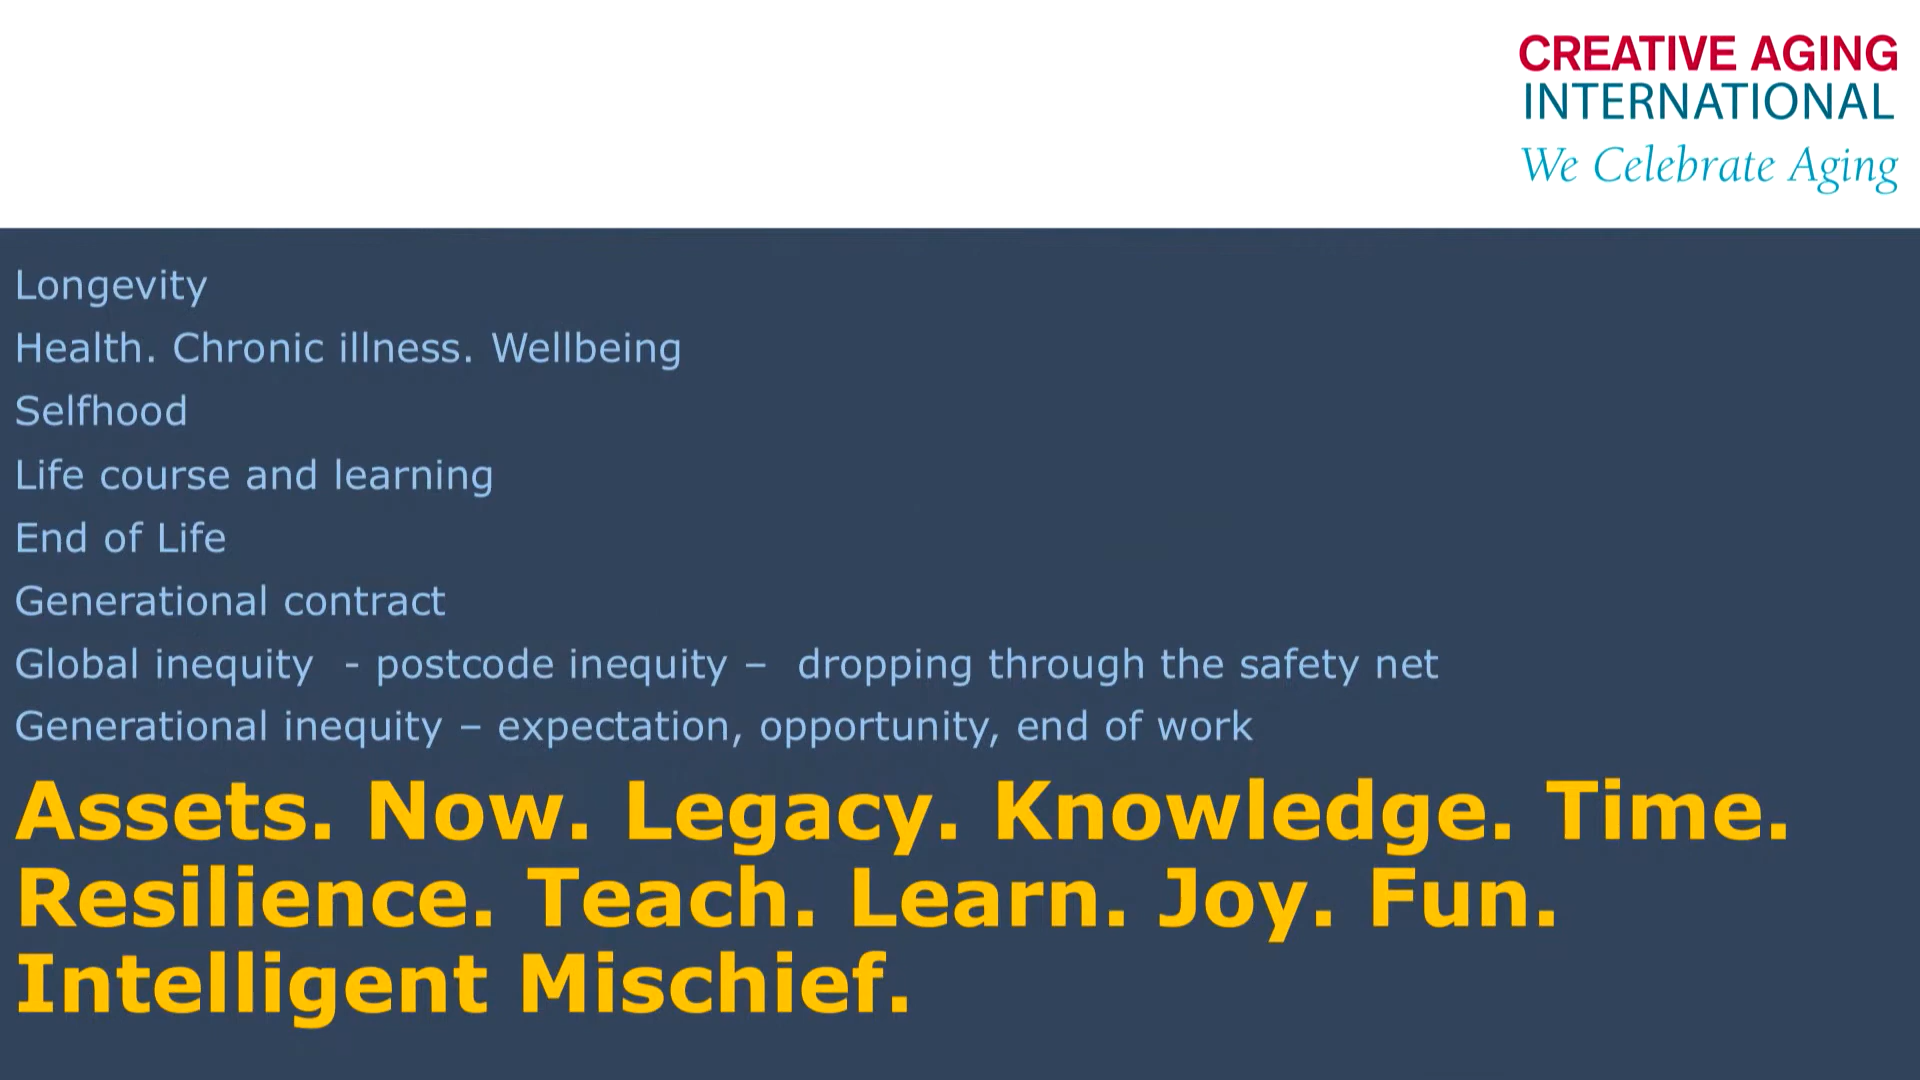 CREATIVE AGING
INTERNATIONAL
We Celebrate Aging
Longevity
Health. Chronic illness. Wellbeing
Selfhood
Life course and learning
End of Life
Generational contract
Global inequity  - postcode inequity –  dropping through the safety net
Generational inequity – expectation, opportunity, end of work
Assets. Now. Legacy. Knowledge. Time.
Resilience. Teach. Learn. Joy. Fun.
Intelligent Mischief.